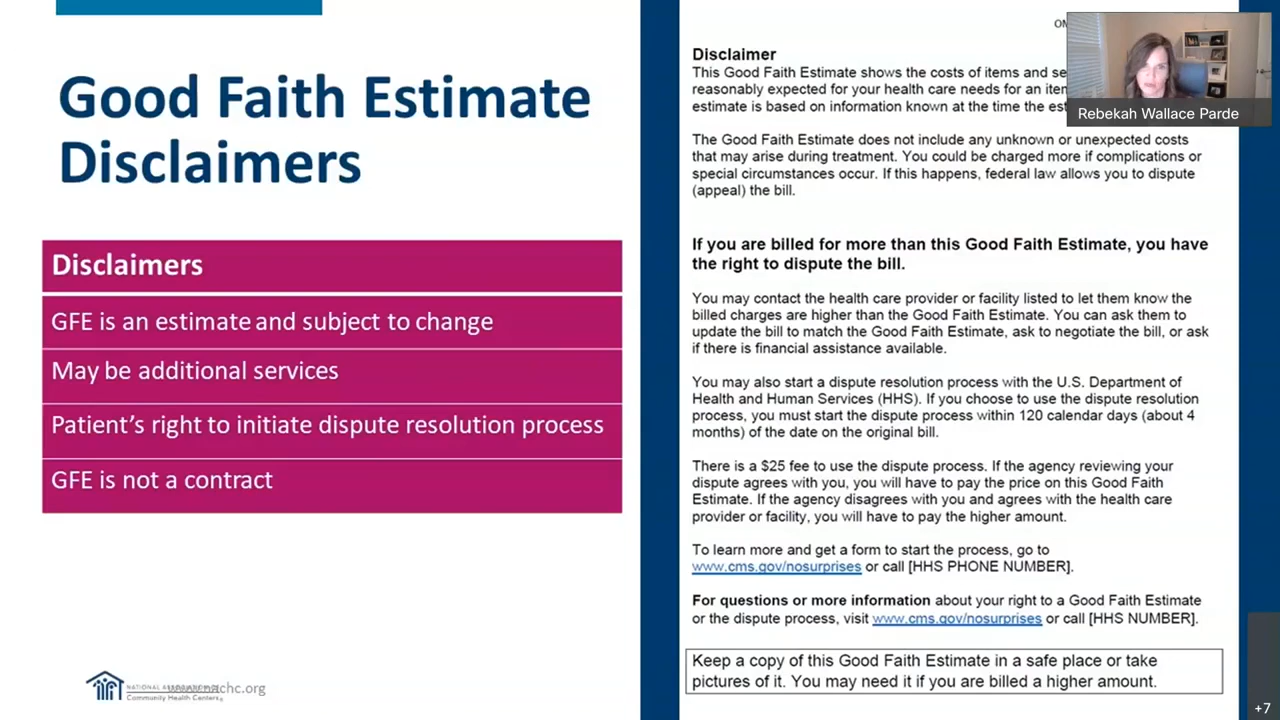 Good Faith Estimate
Disclaimers
Disclaimers
GFE is an estimate and subject to change
May be additional services
Patient's right to initiate dispute resolution process
GFE is not a contract
www.nachc.org
Community Health Centers
Disclaimer
This Good Faith Estimate shows the costs of items and
reasonably expected for your health care needs for an
estimate is based on information known at the time the
The Good Faith Estimate does not include any unknown or unexpected costs
that may arise during treatment. You could be charged more if complications or
special circumstances occur. If this happens, federal law allows you to dispute
(appeal) the bill.
If you are billed for more than this Good Faith Estimate, you have
the right to dispute the bill.
You may contact the health care provider or facility listed to let them know the
billed charges are higher than the Good Faith Estimate. You can ask them to
update the bill to match the Good Faith Estimate, ask to negotiate the bill, or ask
if there is financial assistance available.
You may also start a dispute resolution process with the U.S. Department of
Health and Human Services (HHS). If you choose to use the dispute resolution
process, you must start the dispute process within 120 calendar days (about 4
months) of the date on the original bill.
There is a $25 fee to use the dispute process. If the agency reviewing your
dispute agrees with you, you will have to pay the price on this Good Faith
Estimate. If the agency disagrees with you and agrees with the health care
provider or facility, you will have to pay the higher amount.
To learn more and get a form to start the process, go to
www.cms.gov/nosurprises or call [HHS PHONE NUMBER].
For questions or more information about your right to a Good Faith Estimate
or the dispute process, visit www.cms.gov/nosurprises or call [HHS NUMBER].
Keep a copy of this Good Faith Estimate in a safe place or take
pictures of it. You may need it if you are billed a higher amount.
Rebekah Wallace Parde
+7